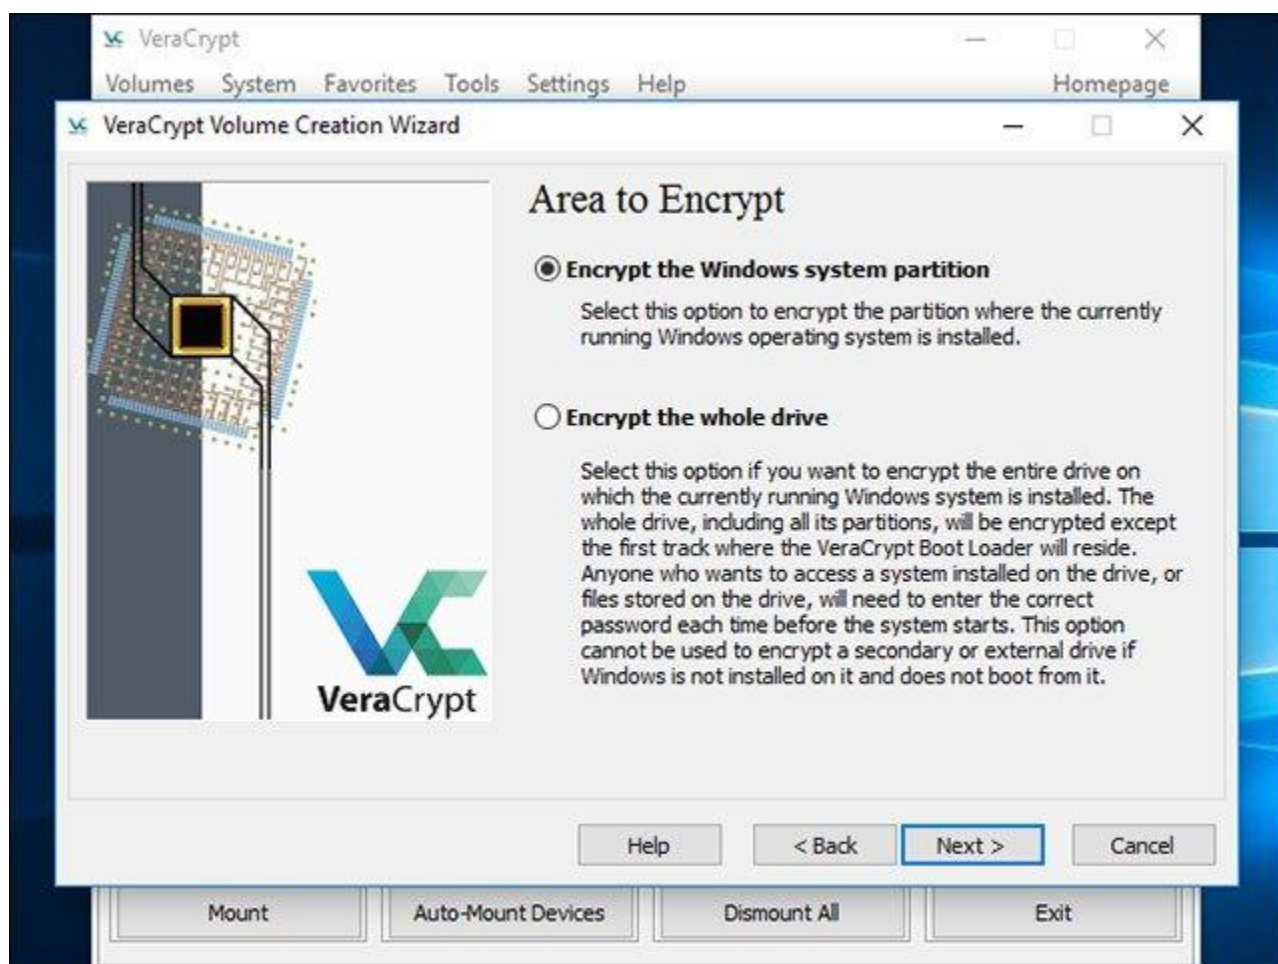 VeraCrypt
Volumes System Favorites Tools Settings Help Homepage
VeraCrypt Volume Creation Wizard
Area to Encrypt
Encrypt the Windows system partition
Select this option to encrypt the partition where the currently
running Windows operating system is installed.
Encrypt the whole drive
Select this option if you want to encrypt the entire drive on
which the currently running Windows system is installed. The
whole drive, including all its partitions, will be encrypted except
the first track where the VeraCrypt Boot Loader will reside.
Anyone who wants to access a system installed on the drive, or
files stored on the drive, will need to enter the correct
password each time before the system starts. This option
cannot be used to encrypt a secondary or external drive if
Windows is not installed on it and does not boot from it.
VeraCrypt
Help < Back Next > Cancel
Mount Auto-Mount Devices Dismount All Exit